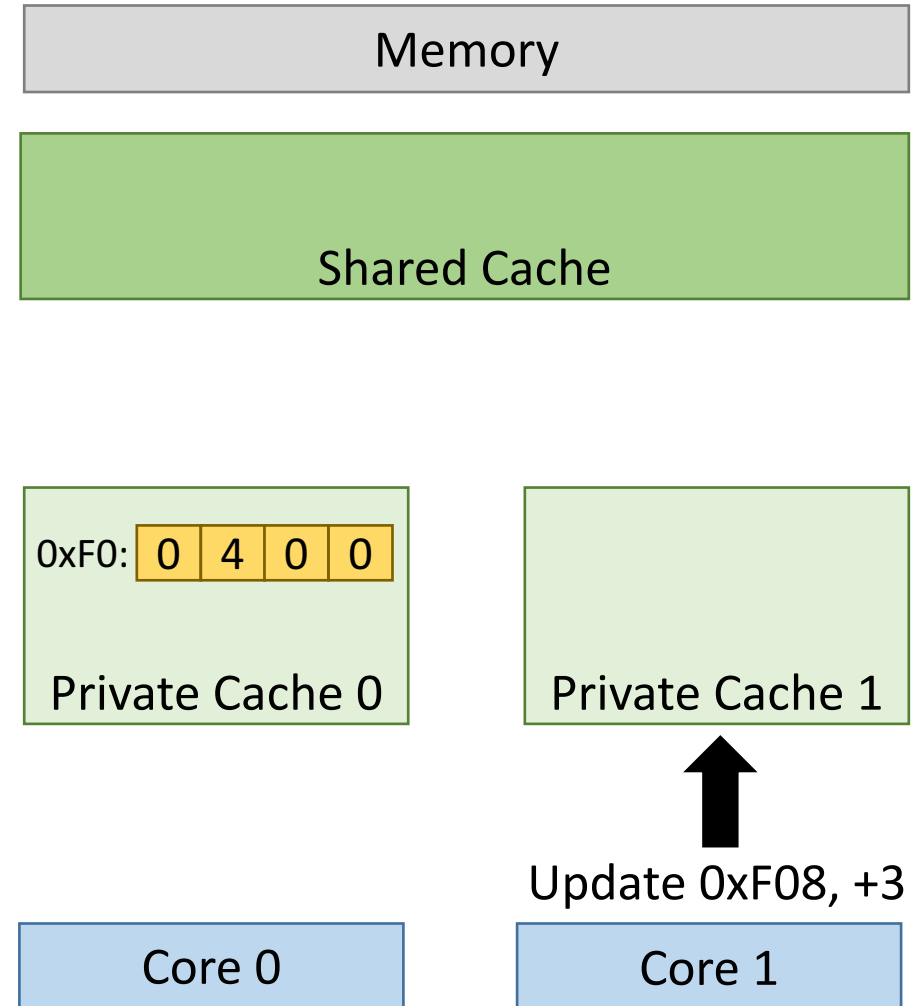 Memory
Shared Cache
0xF0: 0 4 0 0
Private Cache 0
Private Cache 1
Update 0xF08, +3
Core 0
Core 1